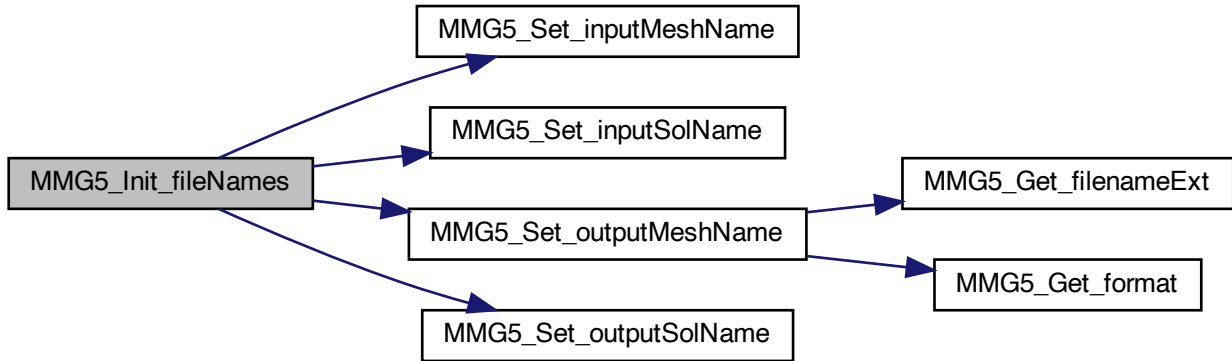 MMG5_Set_inputMeshName
MMG5_Set_inputSolName
MMG5_Init_fileNames
MMG5_Get_filenameExt
MMG5_Set_outputMeshName
MMG5_Get_format
MMG5_Set_outputSolName